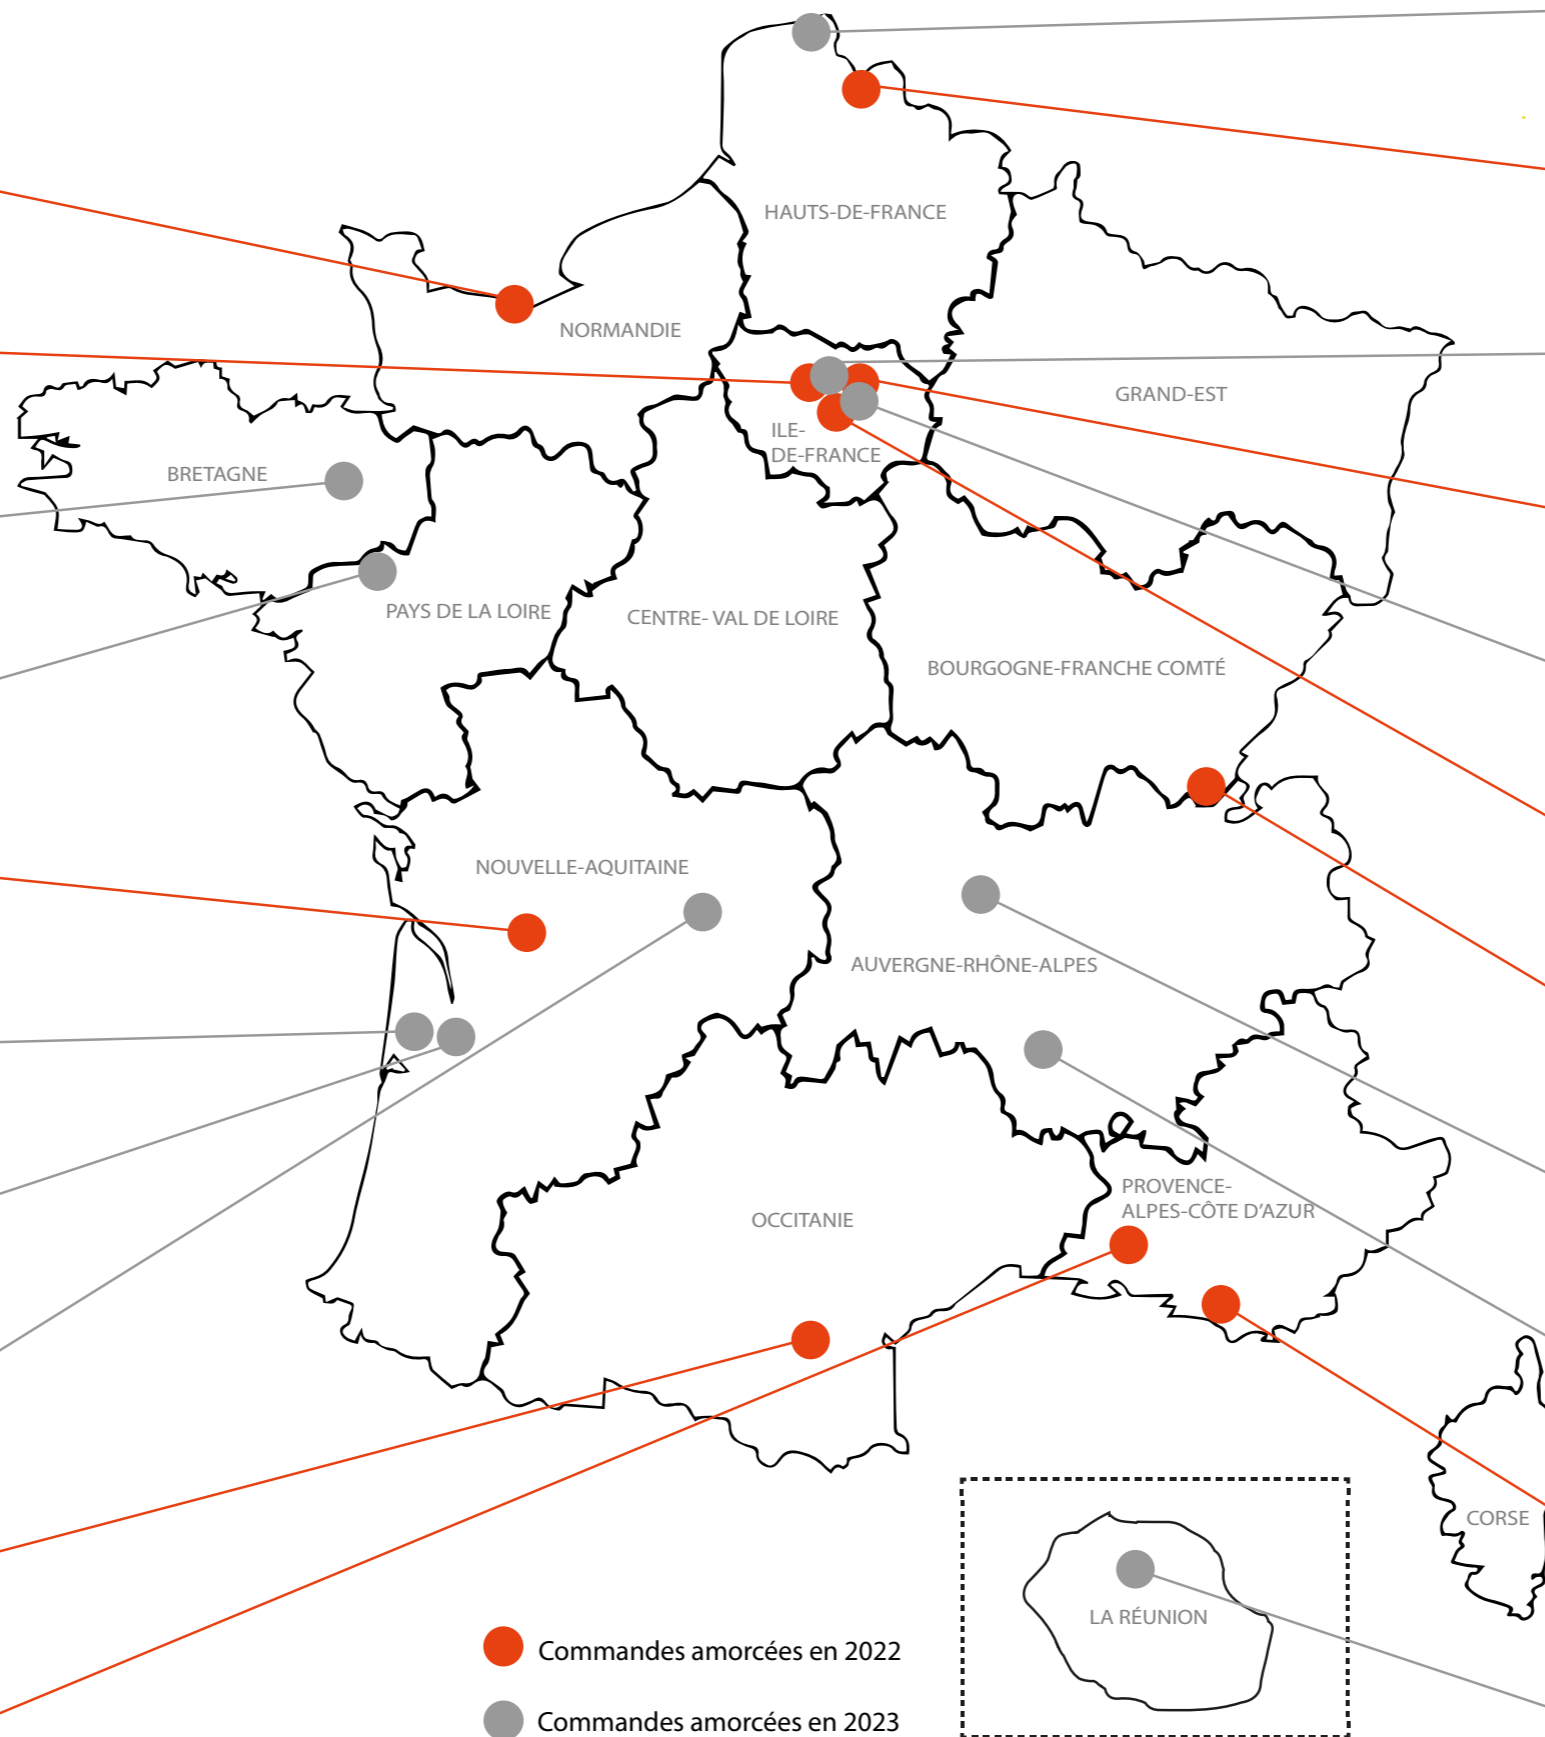 HAUTS-DE-FRANCE
NORMANDIE
GRAND-EST
ILE-
DE-FRANCE
BRETAGNE
PAYS DE LA LOIRE
CENTRE- VAL DE LOIRE
BOURGOGNE-FRANCHE COMTÉ
NOUVELLE-AQUITAINE
AUVERGNE-RHÔNE-ALPES
PROVENCE-
ALPES-CÔTE D'AZUR
OCCITANIE
CORSE
LA RÉUNION
Commandes amorcées en 2022
Commandes amorcées en 2023